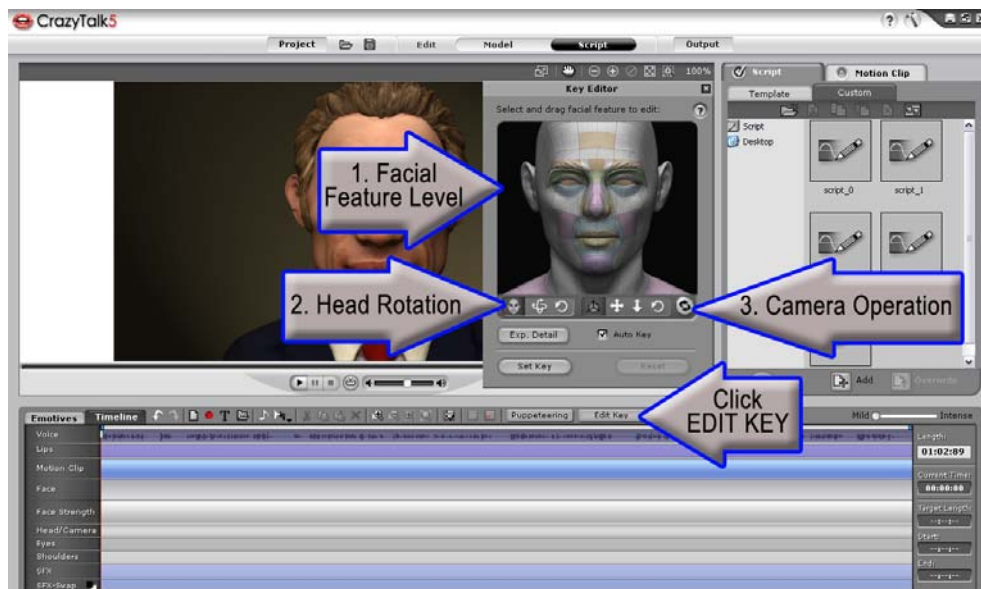 CrazyTalk5
Project Edit Model Script Output
100%
Script Motion Clip
Key Editor
Template Custom
Select and drag facial feature to edit:
Script
Desktop
script_0 script_1
1. Facial
Feature Level
2. Head Rotation
3. Camera Operation
Exp. Detail Auto Key
Set Key Reset
Add Overwrite
Click
EDIT KEY
Emotives Timeline Puppeteering Edit Key Mild Intense
Voice
Lips
Motion Clip
Face
Face Strength
Head/Camera
Eyes
Shoulders
SFX
SFX-Swap
Length:
01:02:89
Current Time:
00:00:00
Target Length:
--:--:--
Start:
--:--:--
End:
--:--:--